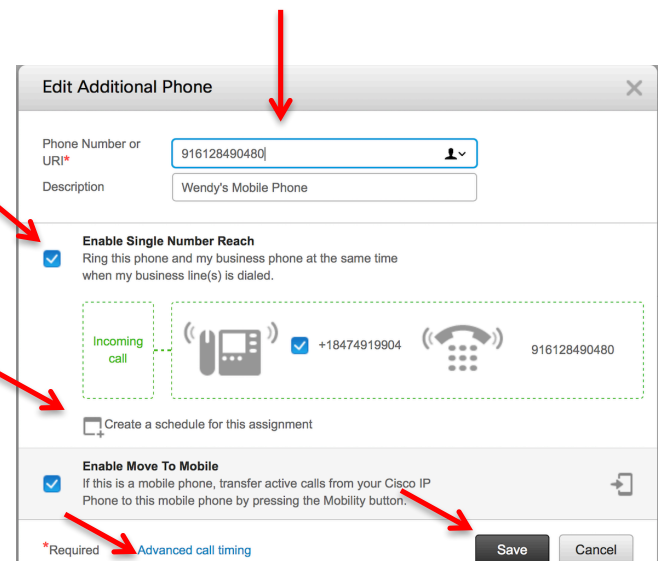 Edit Additional Phone
Phone Number or
URI*
916128490480
Description
Wendy's Mobile Phone
Enable Single Number Reach
Ring this phone and my business phone at the same time
when my business line(s) is dialed.
Incoming
call
+18474919904
916128490480
Create a schedule for this assignment
Enable Move To Mobile
If this is a mobile phone, transfer active calls from your Cisco IP
Phone to this mobile phone by pressing the Mobility button.
*Required
Advanced call timing
Save
Cancel